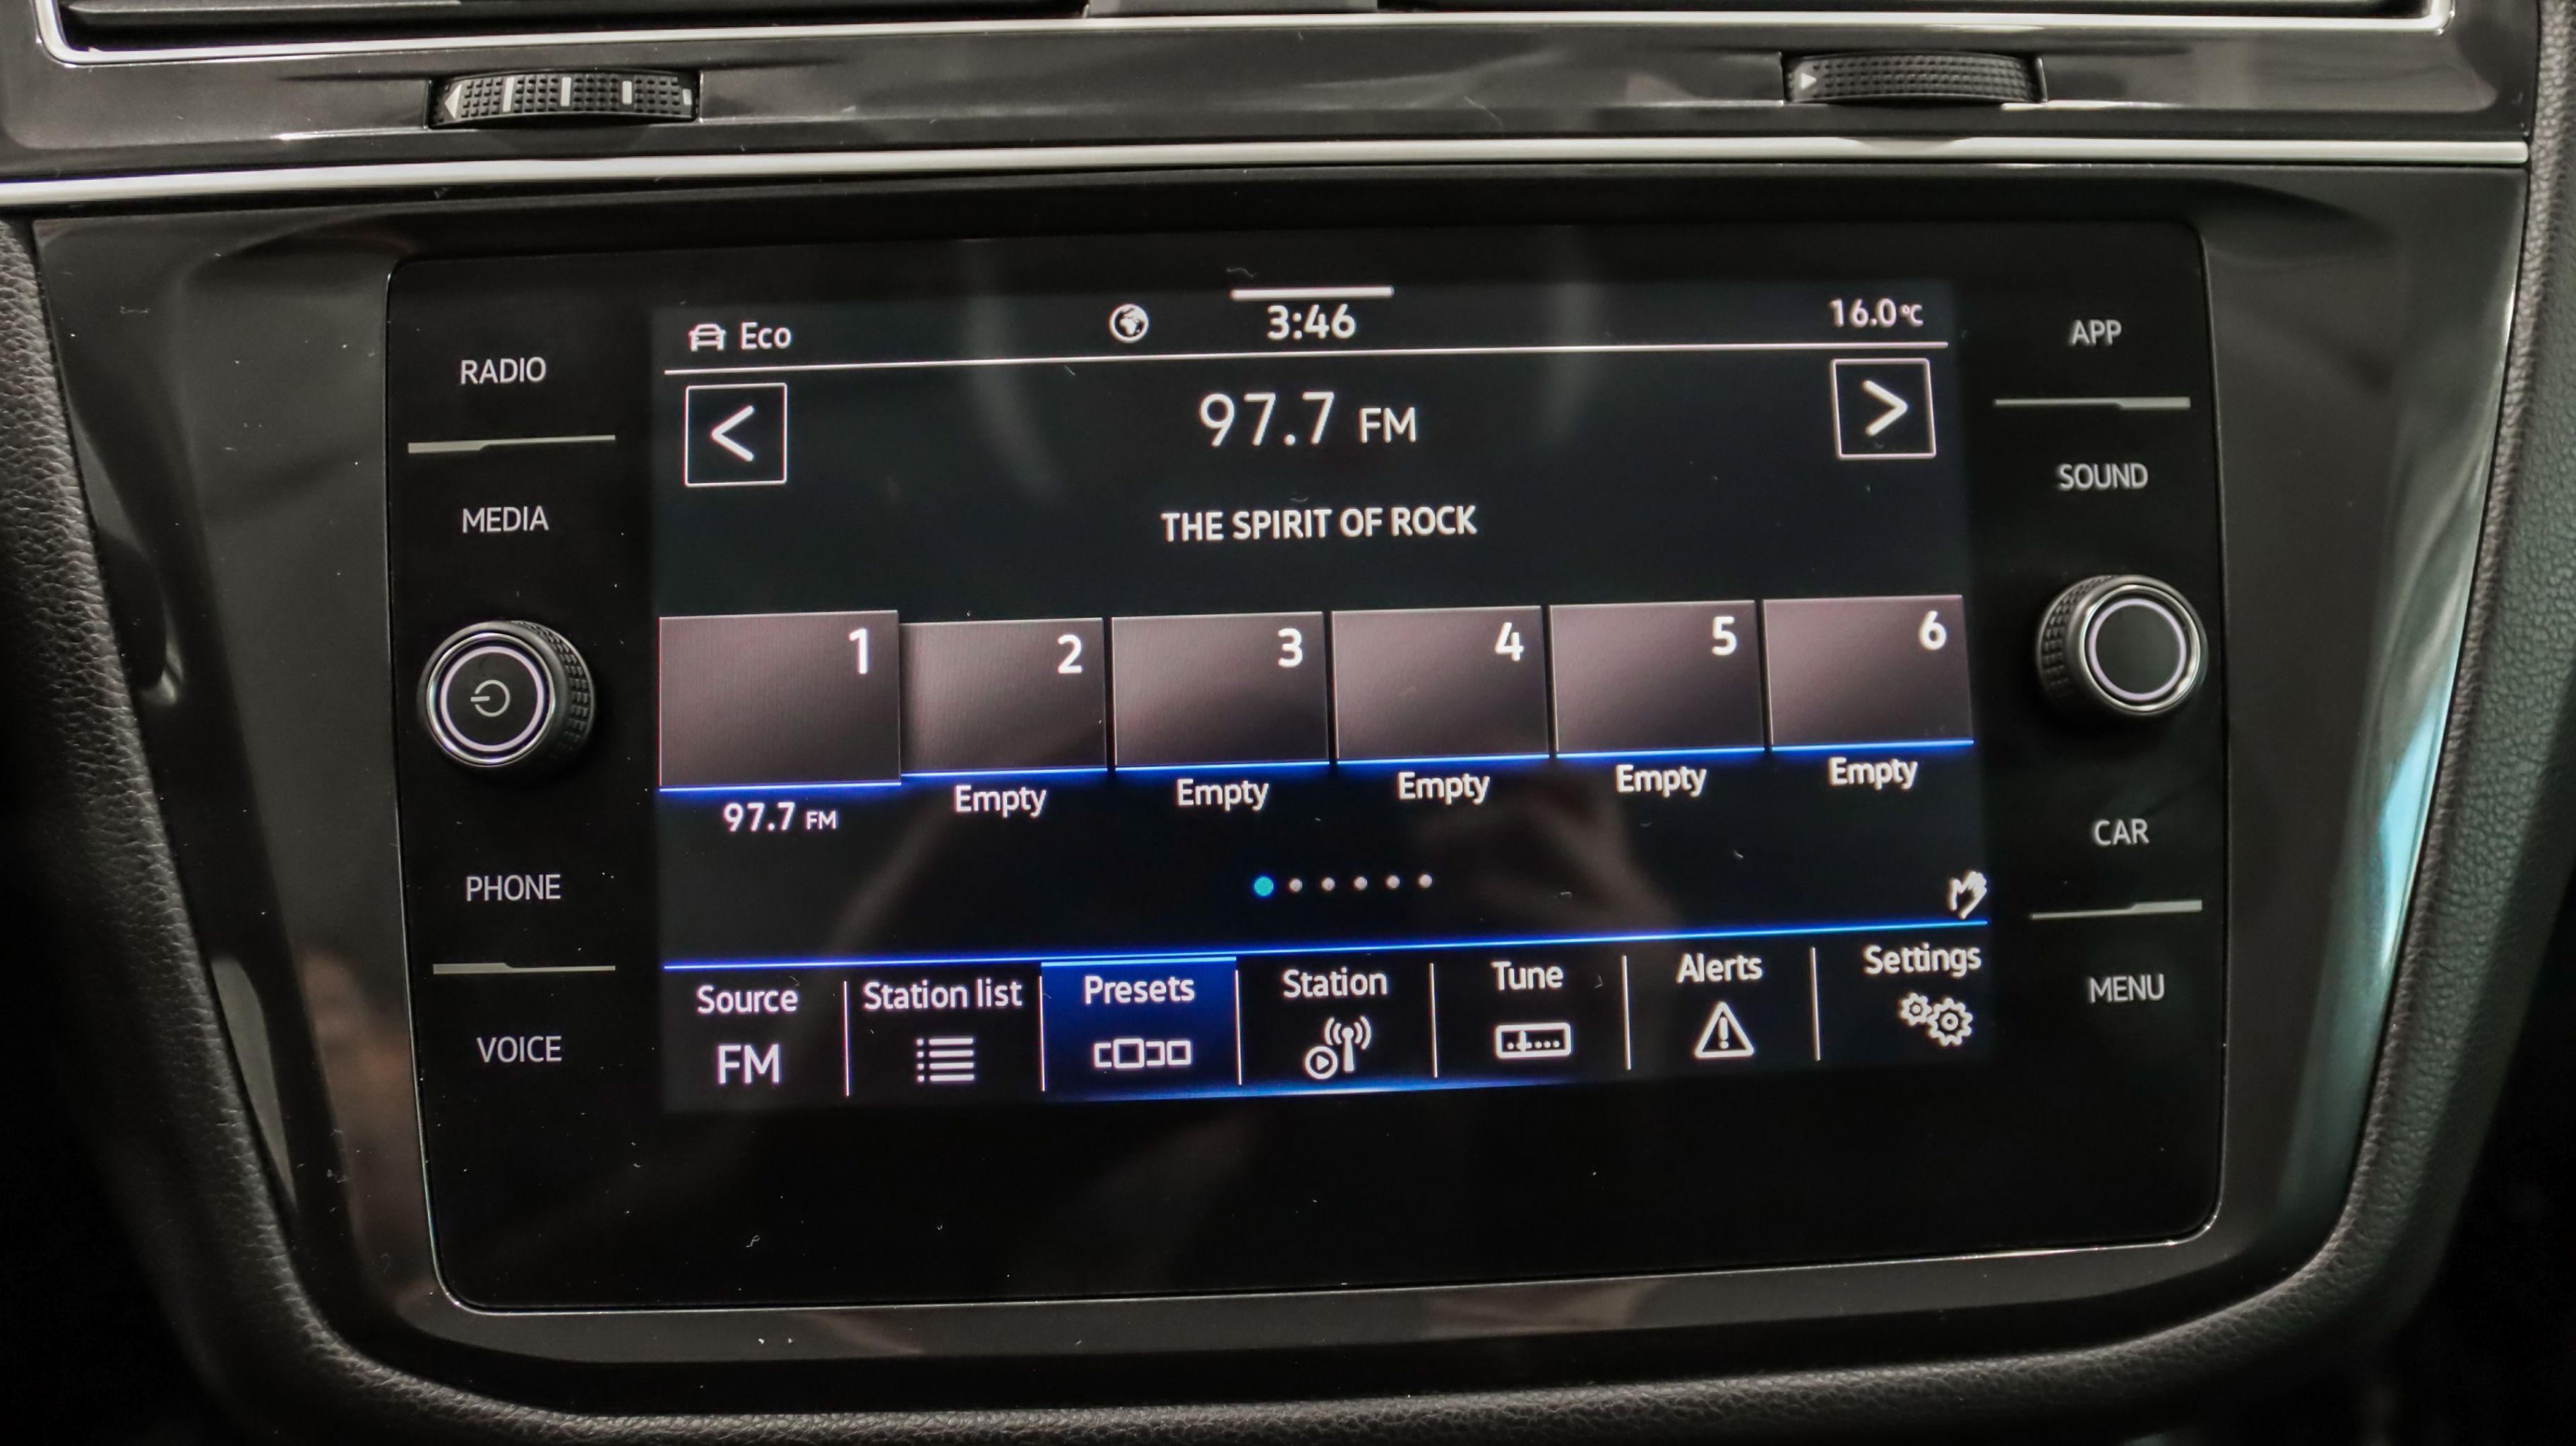 RADIO
MEDIA
PHONE
VOICE
Eco
3:46
16.0°C
97.7 FM
THE SPIRIT OF ROCK
1
2
3
4
5
6
97.7 FM
Empty
Empty
Empty
Empty
Empty
Source
FM
Station list
Presets
Station
Tune
Alerts
Settings
APP
SOUND
CAR
MENU